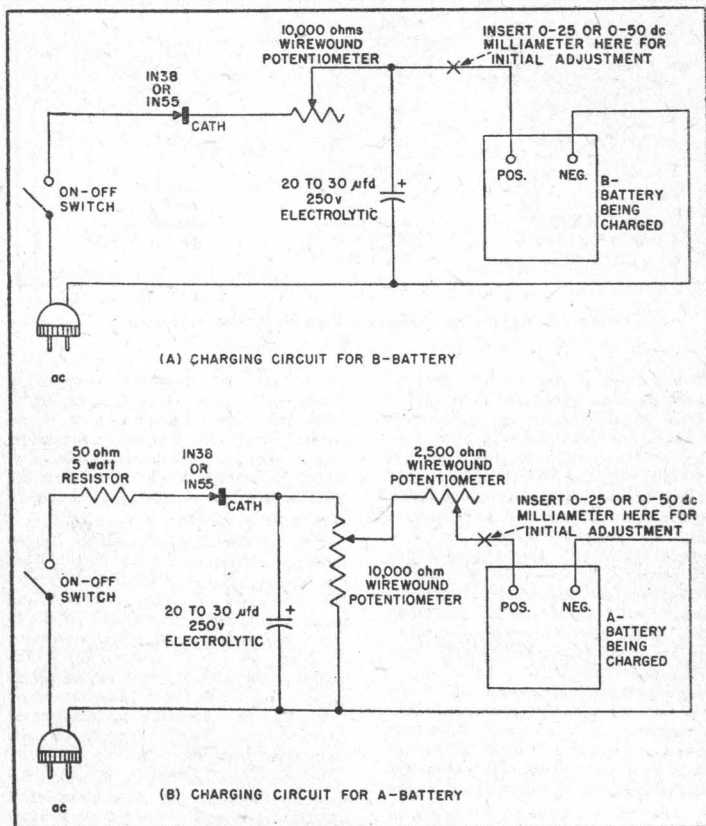 10,000 ohms
WIREWOUND
POTENTIOMETER
INSERT 0-25 OR 0-50 dc
MILLIAMETER HERE FOR
INITIAL ADJUSTMENT
IN38
OR
IN55
CATH
ON-OFF
SWITCH
20 TO 30 µfd
250v
ELECTROLYTIC
+
POS.
NEG.
B-
BATTERY
BEING
CHARGED
(A) CHARGING CIRCUIT FOR B-BATTERY
ac
50 ohm
5 watt
RESISTOR
IN38
OR
IN55
CATH
2,500 ohm
WIREWOUND
POTENTIOMETER
INSERT 0-25 OR 0-50 dc
MILLIAMETER HERE FOR
INITIAL ADJUSTMENT
ON-OFF
SWITCH
20 TO 30 µfd
250v
ELECTROLYTIC
+
10,000 ohm
WIREWOUND
POTENTIOMETER
POS.
NEG.
A-
BATTERY
BEING
CHARGED
ac
(B) CHARGING CIRCUIT FOR A-BATTERY